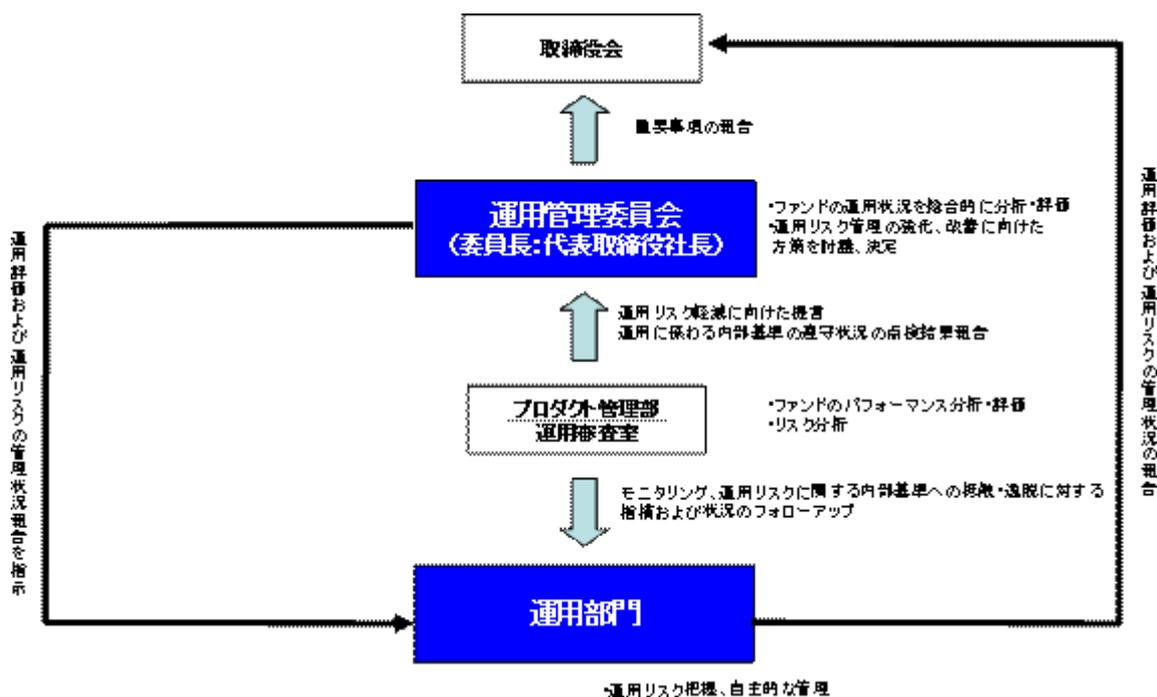 取締役会
重要事項の報告
運用管理委員会
(委員長:代表取締役社長)
・ファンドの運用状況を総合的に分析・評価
・運用リスク管理の強化、改善に向けた
方策を討議、決定
運用リスク軽減に向けた提言
運用に係わる内部基準の遵守状況の点検結果報告
プロダクト管理部
運用審査室
・ファンドのパフォーマンス分析・評価
・リスク分析
モニタリング、運用リスクに関する内部基準への抵触・逸脱に対する
指摘および状況のフォローアップ
運用部門
・運用リスク把握、自主的な管理
運用評価および運用リスクの管理状況報告を指示
運用評価および運用リスクの管理状況の報告